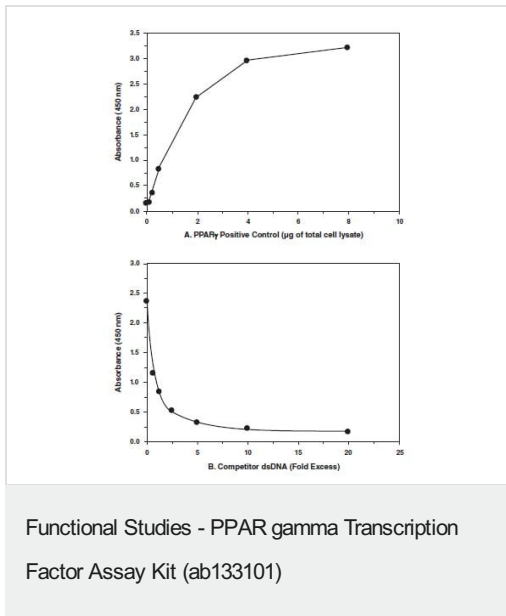 3.5
3.0
2.5
2.0
1.5
1.0
0.5
0.0
Absorbance (450 nm)
0 2 4 6 8 10
A. PPARγ Positive Control (μg of total cell lysate)
3.0
2.5
2.0
1.5
1.0
0.5
0.0
Absorbance (450 nm)
0 5 10 15 20 25
B. Competitor dsDNA (Fold Excess)
Functional Studies - PPAR gamma Transcription
Factor Assay Kit (ab133101)